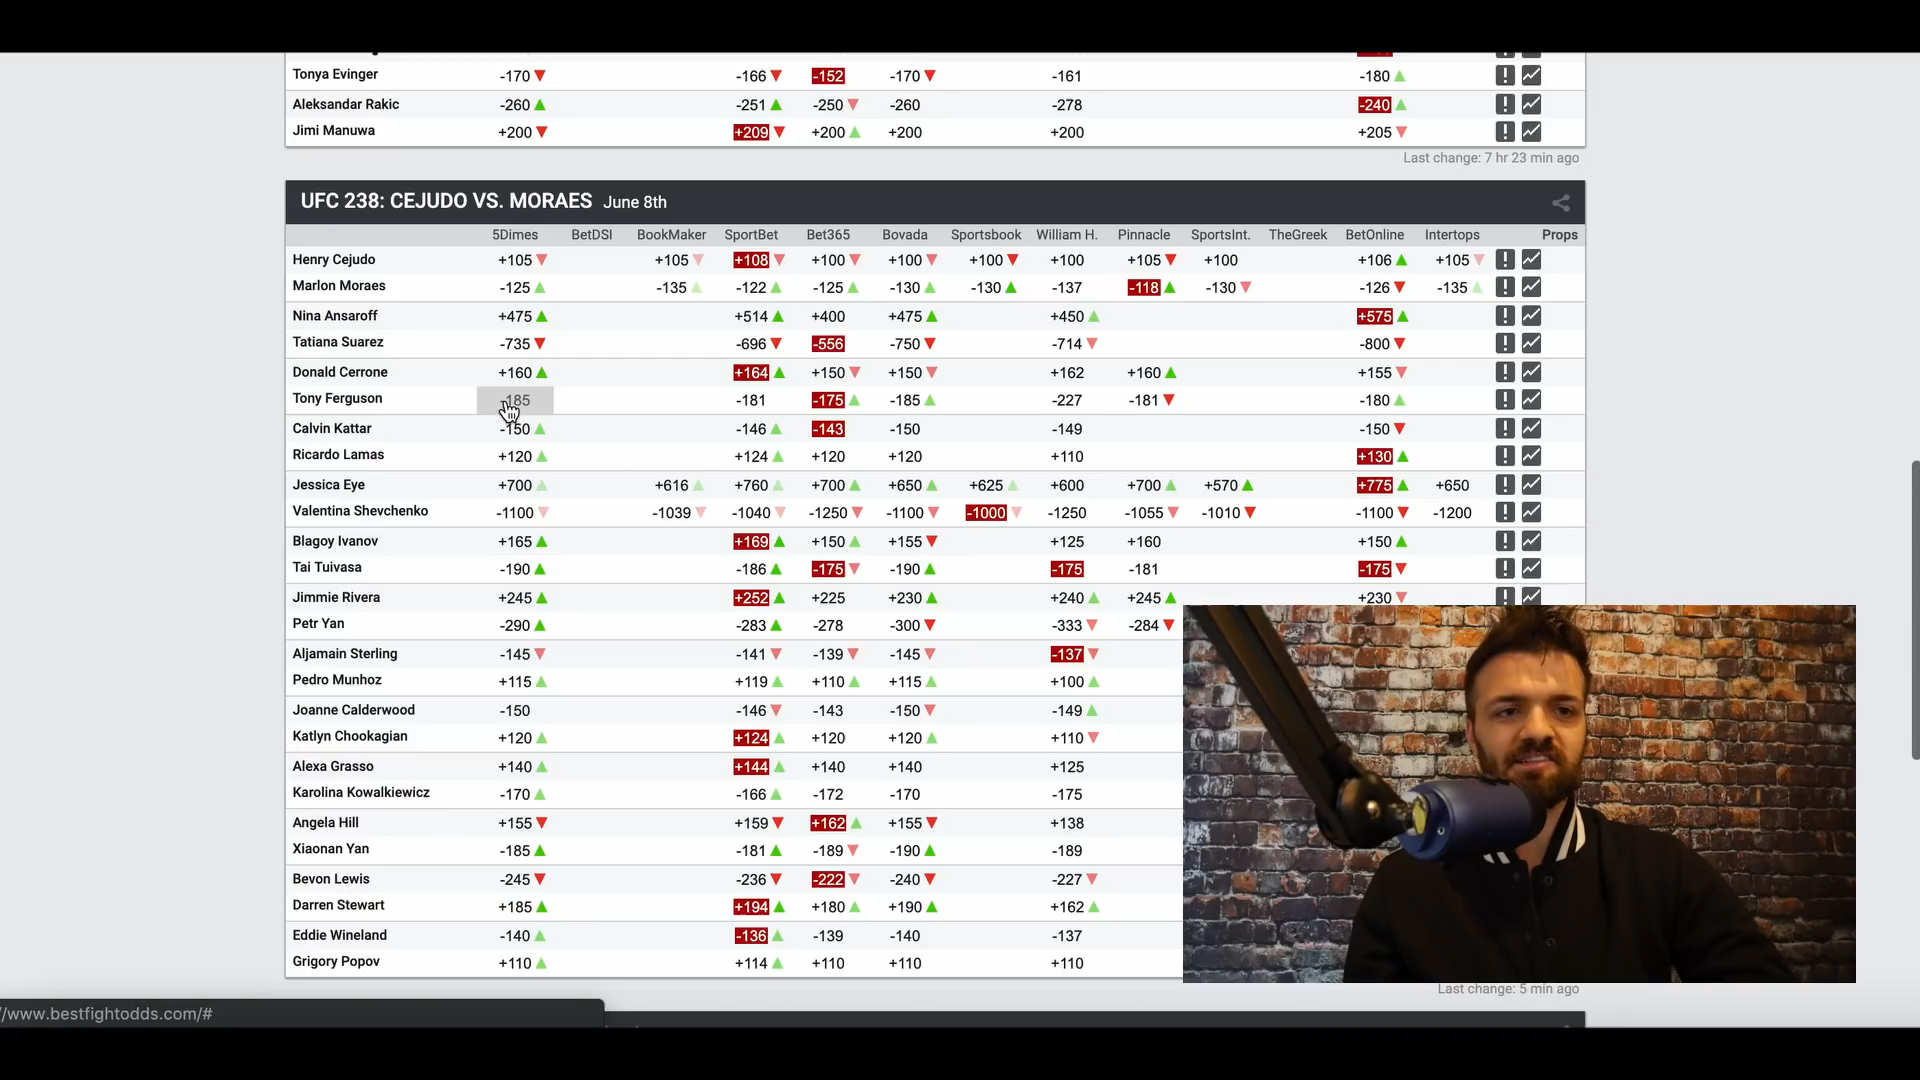 Tonya Evinger -170 -166 -152 -170 -161 -180
Aleksandar Rakic -260 -251 -250 -260 -278 -240
Jimi Manuwa +200 +209 +200 +200 +200 +205
Last change: 7 hr 23 min ago
UFC 238: CEJUDO VS. MORAES June 8th
5Dimes BetDSI BookMaker SportBet Bet365 Bovada Sportsbook William H. Pinnacle SportsInt. TheGreek BetOnline Intertops Props
Henry Cejudo +105 +105 +108 +100 +100 +100 +100 +105 +100 +106 +105
Marlon Moraes -125 -135 -122 -125 -130 -130 -137 -118 -130 -126 -135
Nina Ansaroff +475 +514 +400 +475 +450 +575
Tatiana Suarez -735 -696 -556 -750 -714 -800
Donald Cerrone +160 +164 +150 +150 +162 +160 +155
Tony Ferguson -185 -181 -175 -185 -227 -181 -180
Calvin Kattar -150 -146 -143 -150 -149 -150
Ricardo Lamas +120 +124 +120 +120 +110 +130
Jessica Eye +700 +616 +760 +700 +650 +625 +600 +700 +570 +775 +650
Valentina Shevchenko -1100 -1039 -1040 -1250 -1100 -1000 -1250 -1055 -1010 -1100 -1200
Blagoy Ivanov +165 +169 +150 +155 +125 +160 +150
Tai Tuivasa -190 -186 -175 -190 -175 -181 -175
Jimmie Rivera +245 +252 +225 +230 +240 +245 +230
Petr Yan -290 -283 -278 -300 -333 -284
Aljamain Sterling -145 -141 -139 -145 -137
Pedro Munhoz +115 +119 +110 +115 +100
Joanne Calderwood -150 -146 -143 -150 -149
Katlyn Chookagian +120 +124 +120 +120 +110
Alexa Grasso +140 +144 +140 +140 +125
Karolina Kowalkiewicz -170 -166 -172 -170 -175
Angela Hill +155 +159 +162 +155 +138
Xiaonan Yan -185 -181 -189 -190 -189
Bevon Lewis -245 -236 -222 -240 -227
Darren Stewart +185 +194 +180 +190 +162
Eddie Wineland -140 -136 -139 -140 -137
Grigory Popov +110 +114 +110 +110 +110
Last change: 5 min ago
/www.bestfightodds.com/#